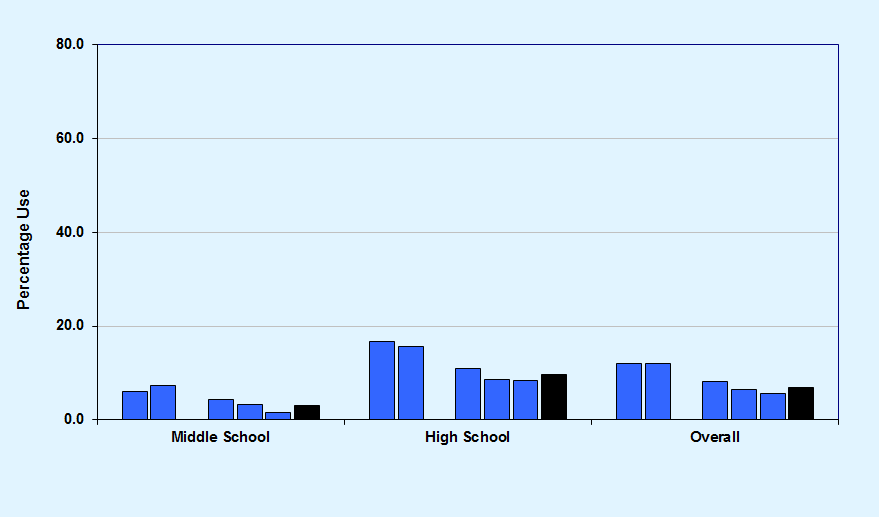 80.0
60.0
40.0
20.0
0.0
Percentage Use
Middle School
High School
Overall